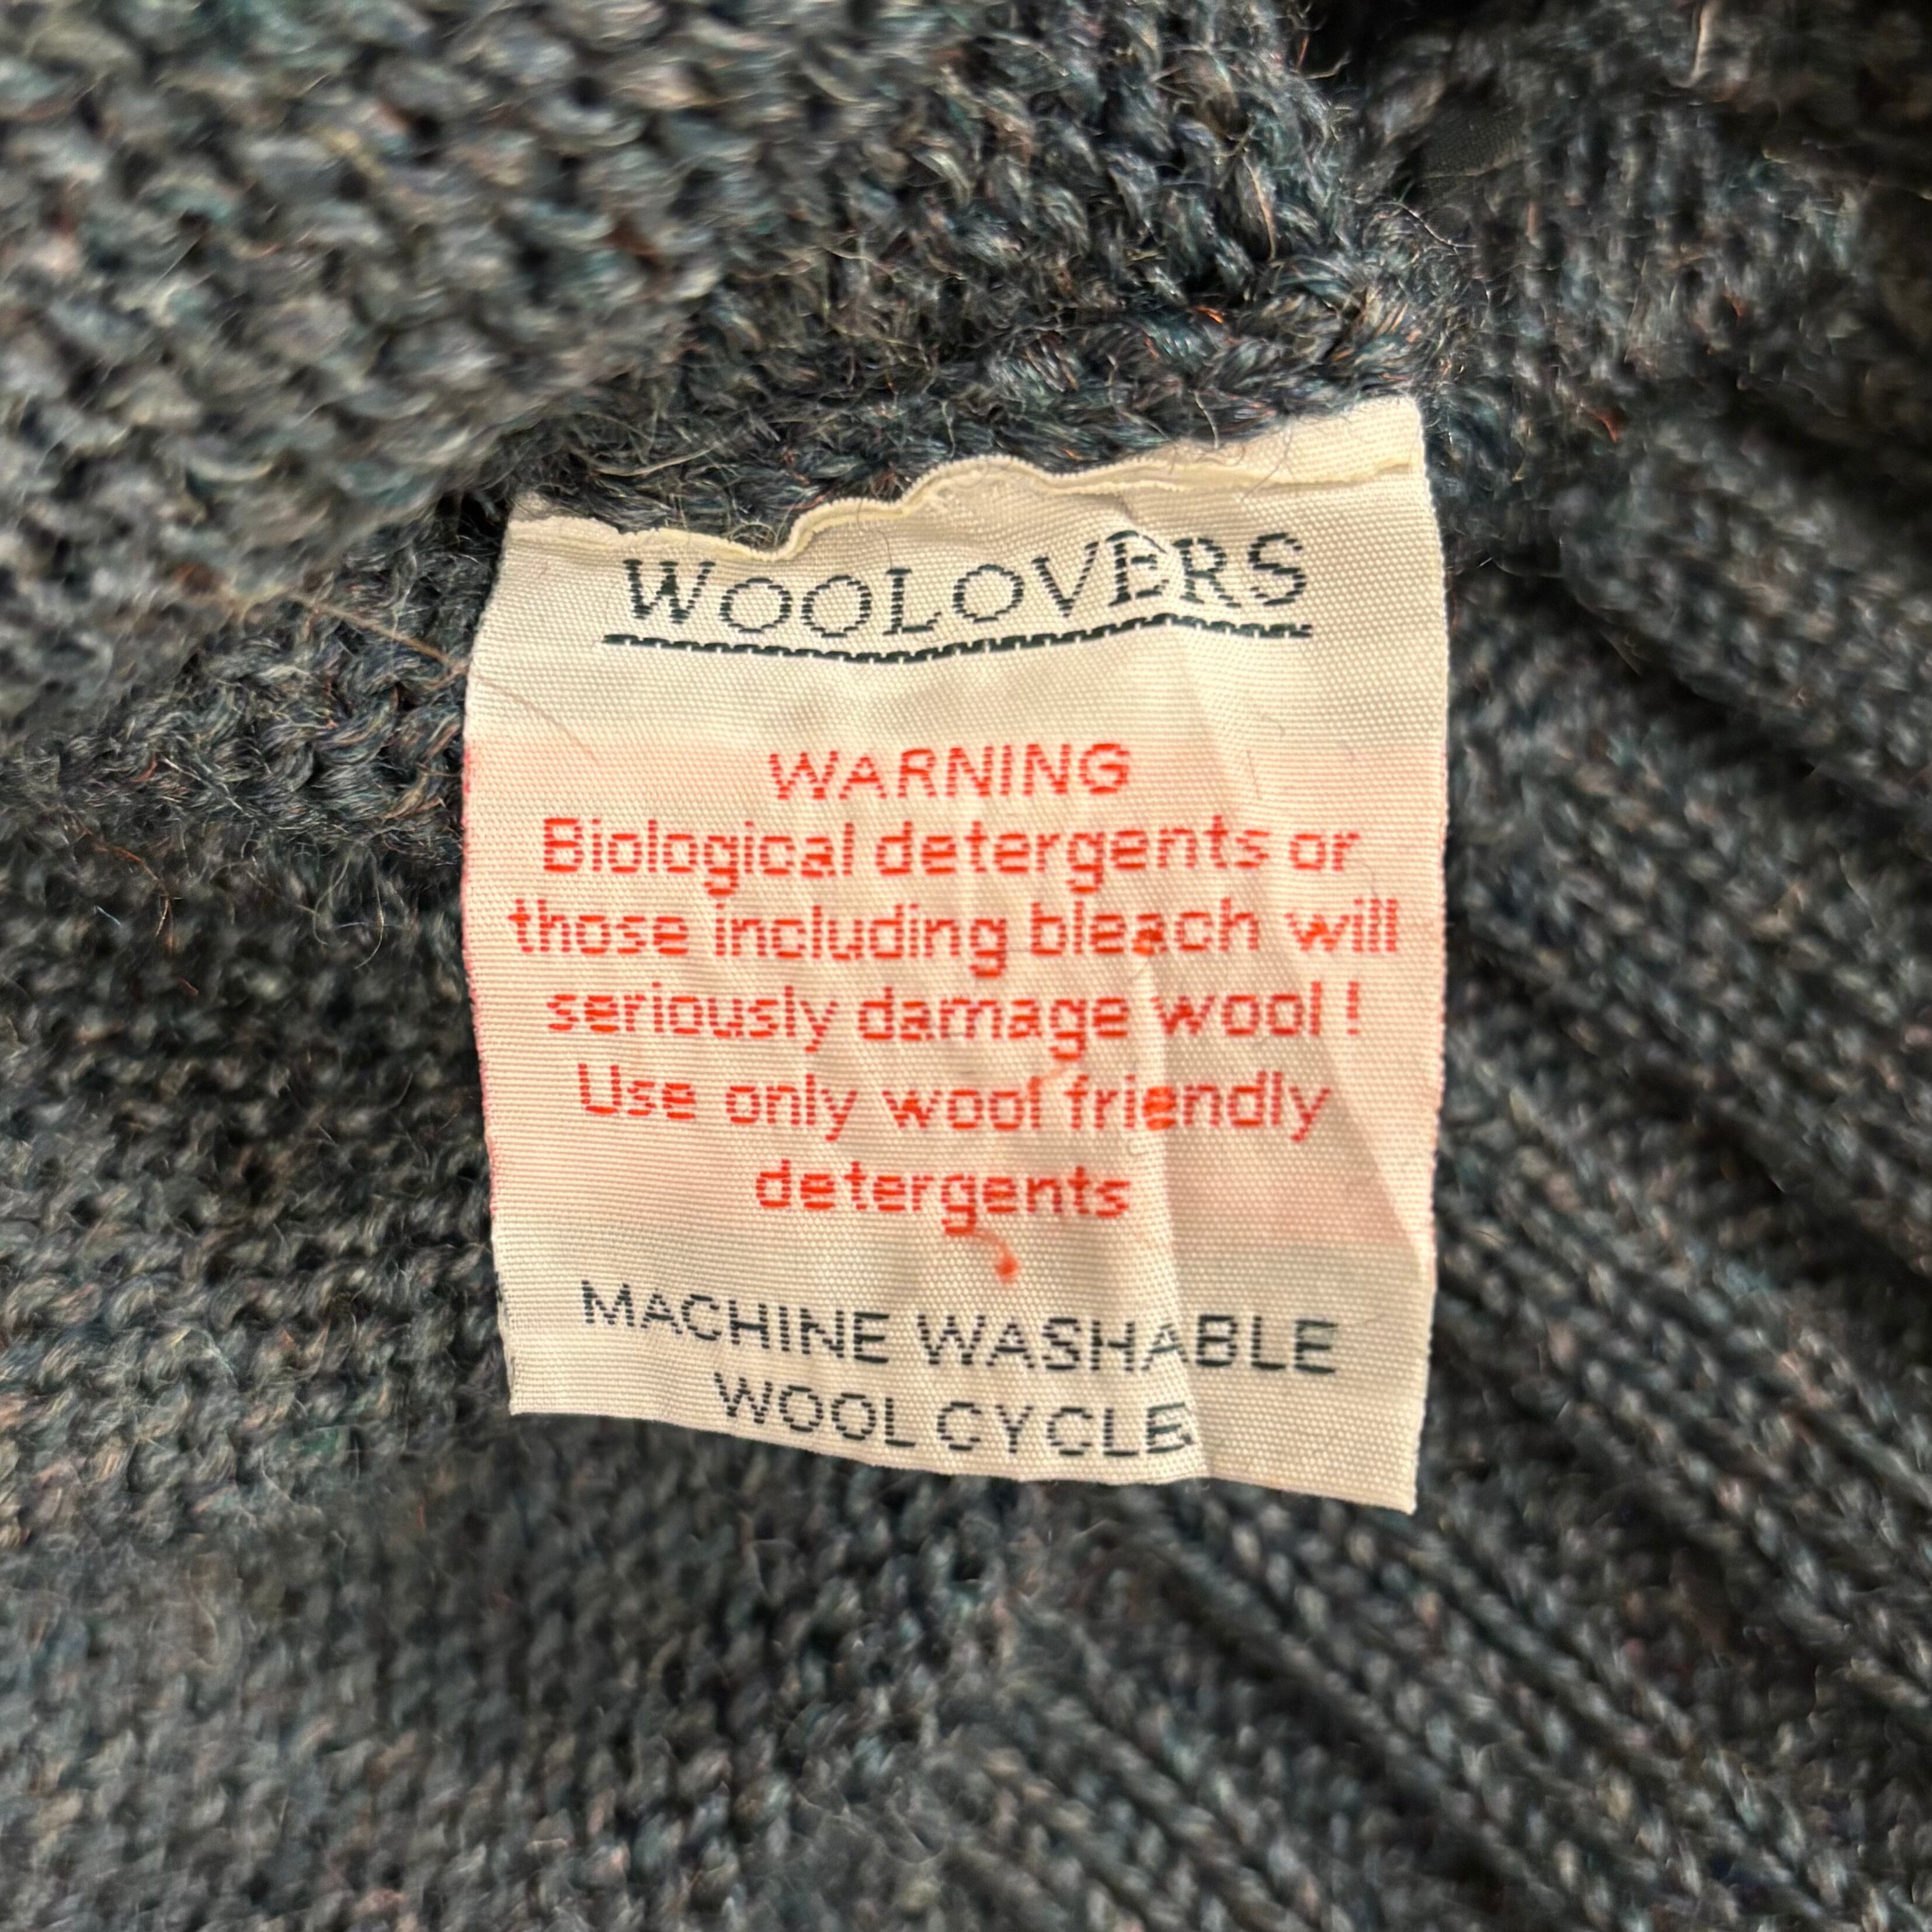 WOOLOVERS
WARNING
Biological detergents or
those including bleach will
seriously damage wool !
Use only wool friendly
detergents
MACHINE WASHABLE
WOOL CYCLE